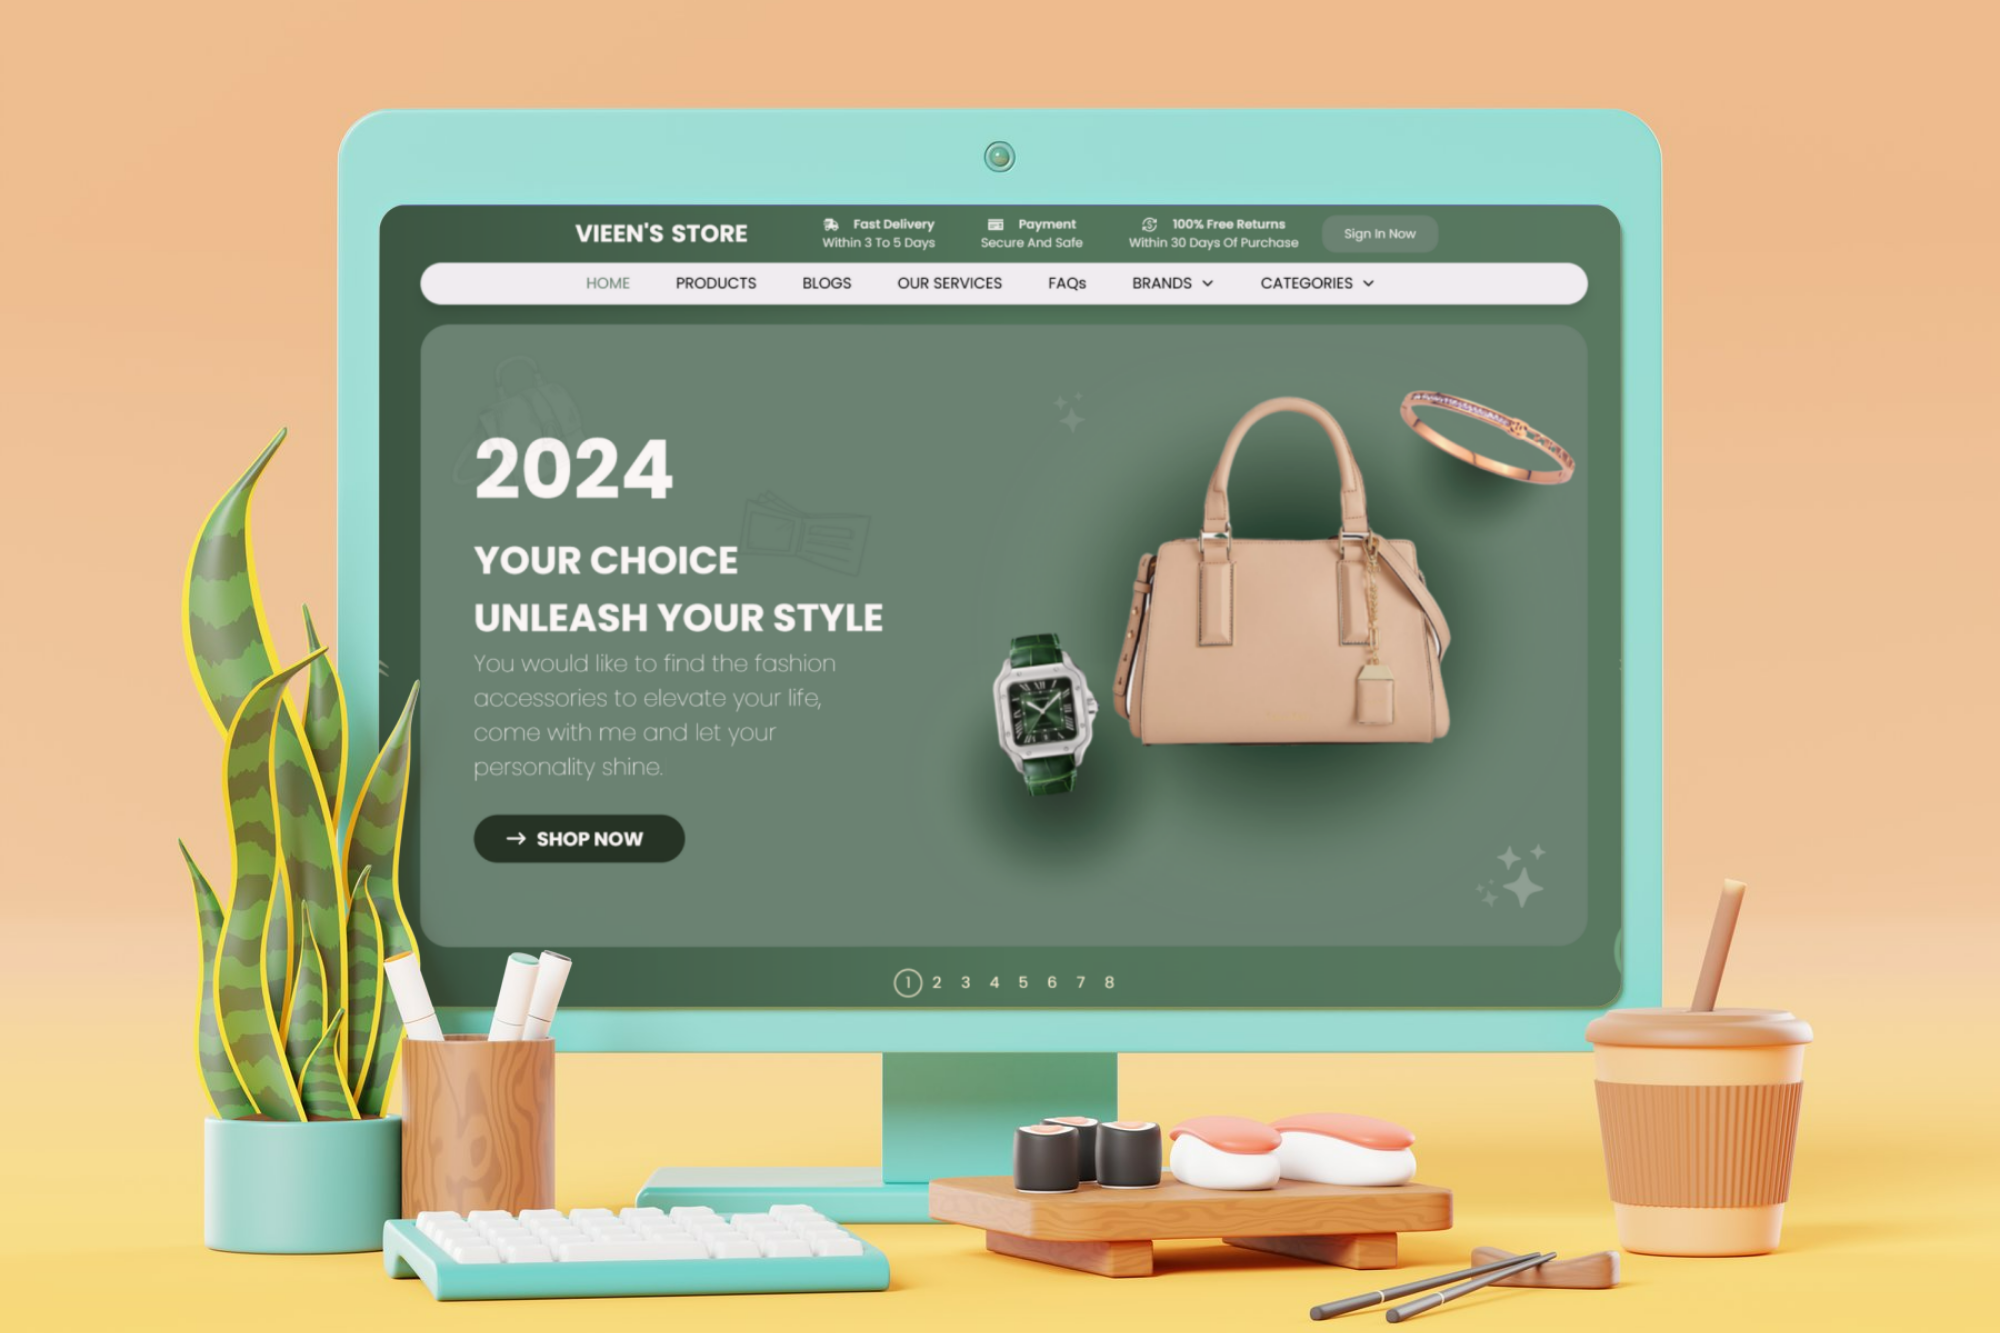 VIEEN'S STORE
Fast Delivery
Within 3 To 5 Days
Payment
Secure And Safe
100% Free Returns
Within 30 Days Of Purchase
Sign In Now
HOME PRODUCTS BLOGS OUR SERVICES FAQs BRANDS CATEGORIES
2024
YOUR CHOICE
UNLEASH YOUR STYLE
You would like to find the fashion
accessories to elevate your life,
come with me and let your
personality shine.
→ SHOP NOW
1 2 3 4 5 6 7 8